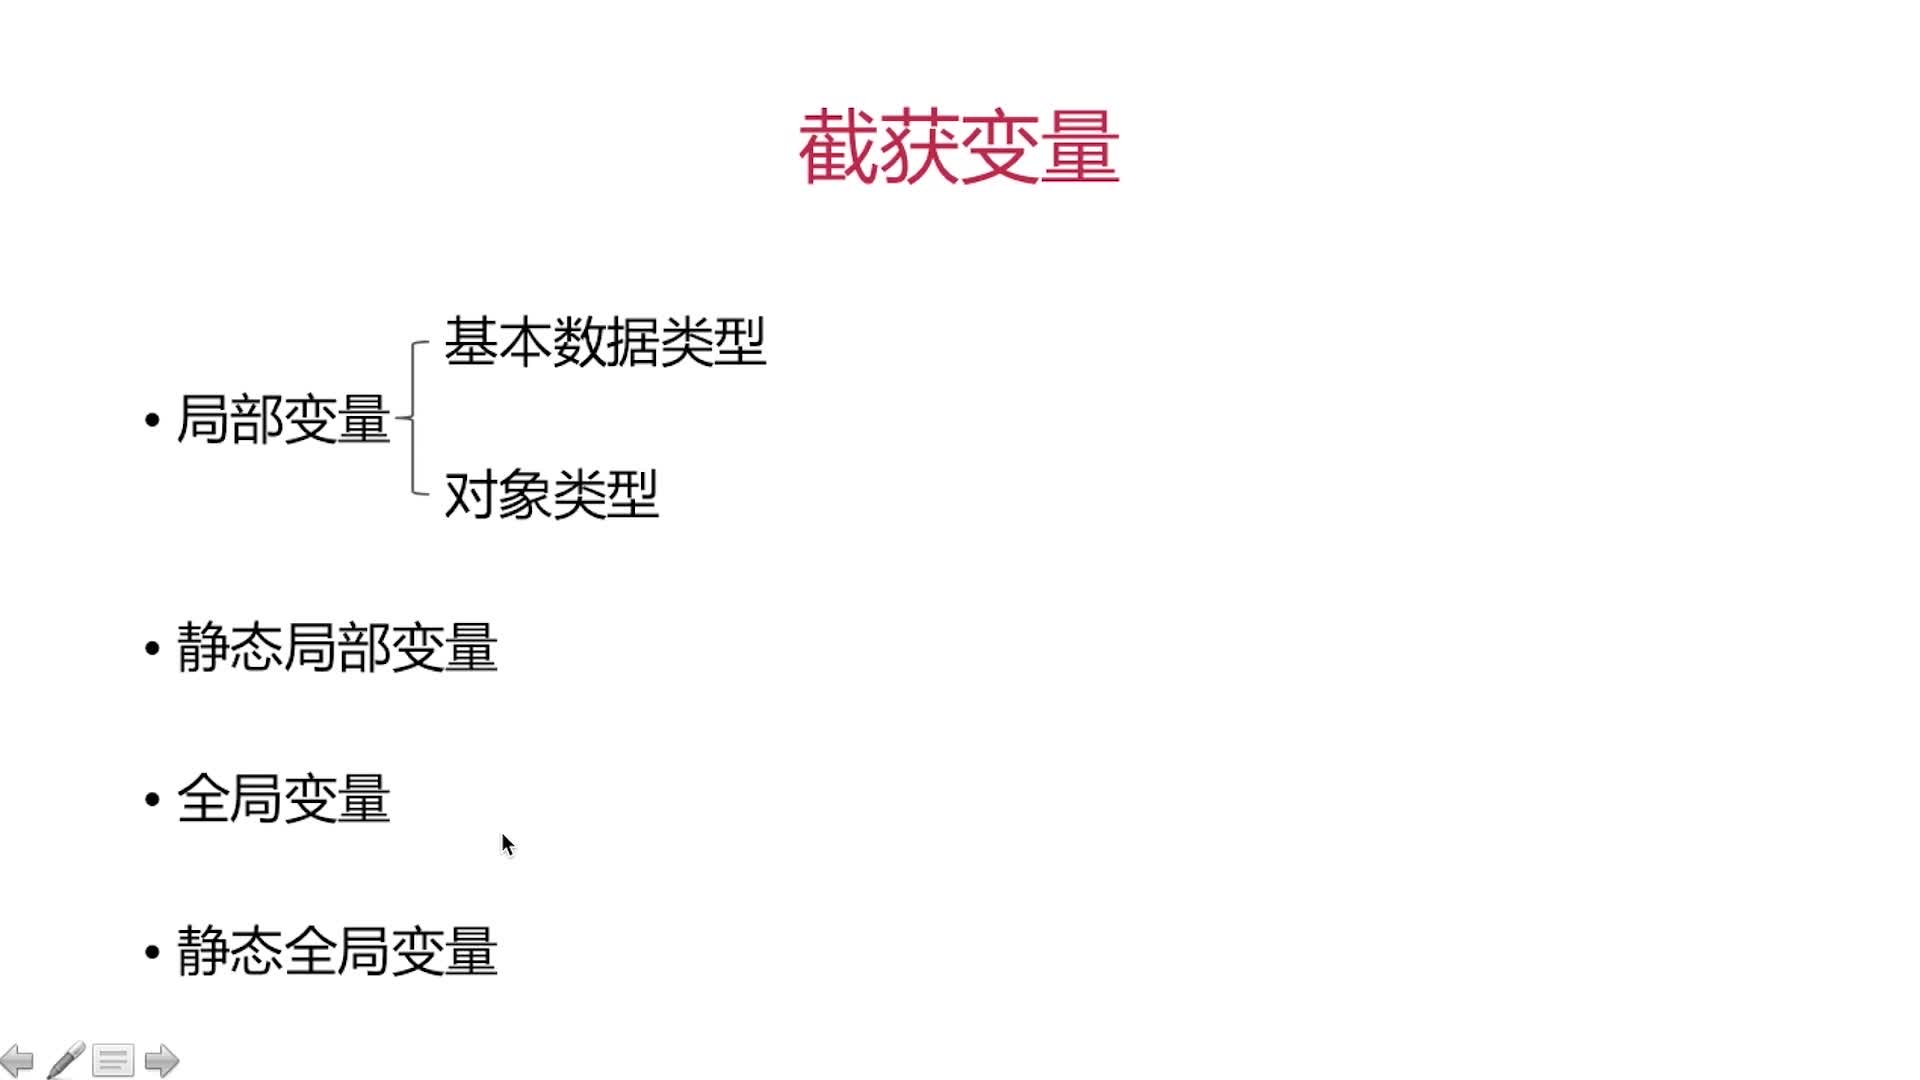 截获变量
基本数据类型
• 局部变量
对象类型
• 静态局部变量
• 全局变量
• 静态全局变量